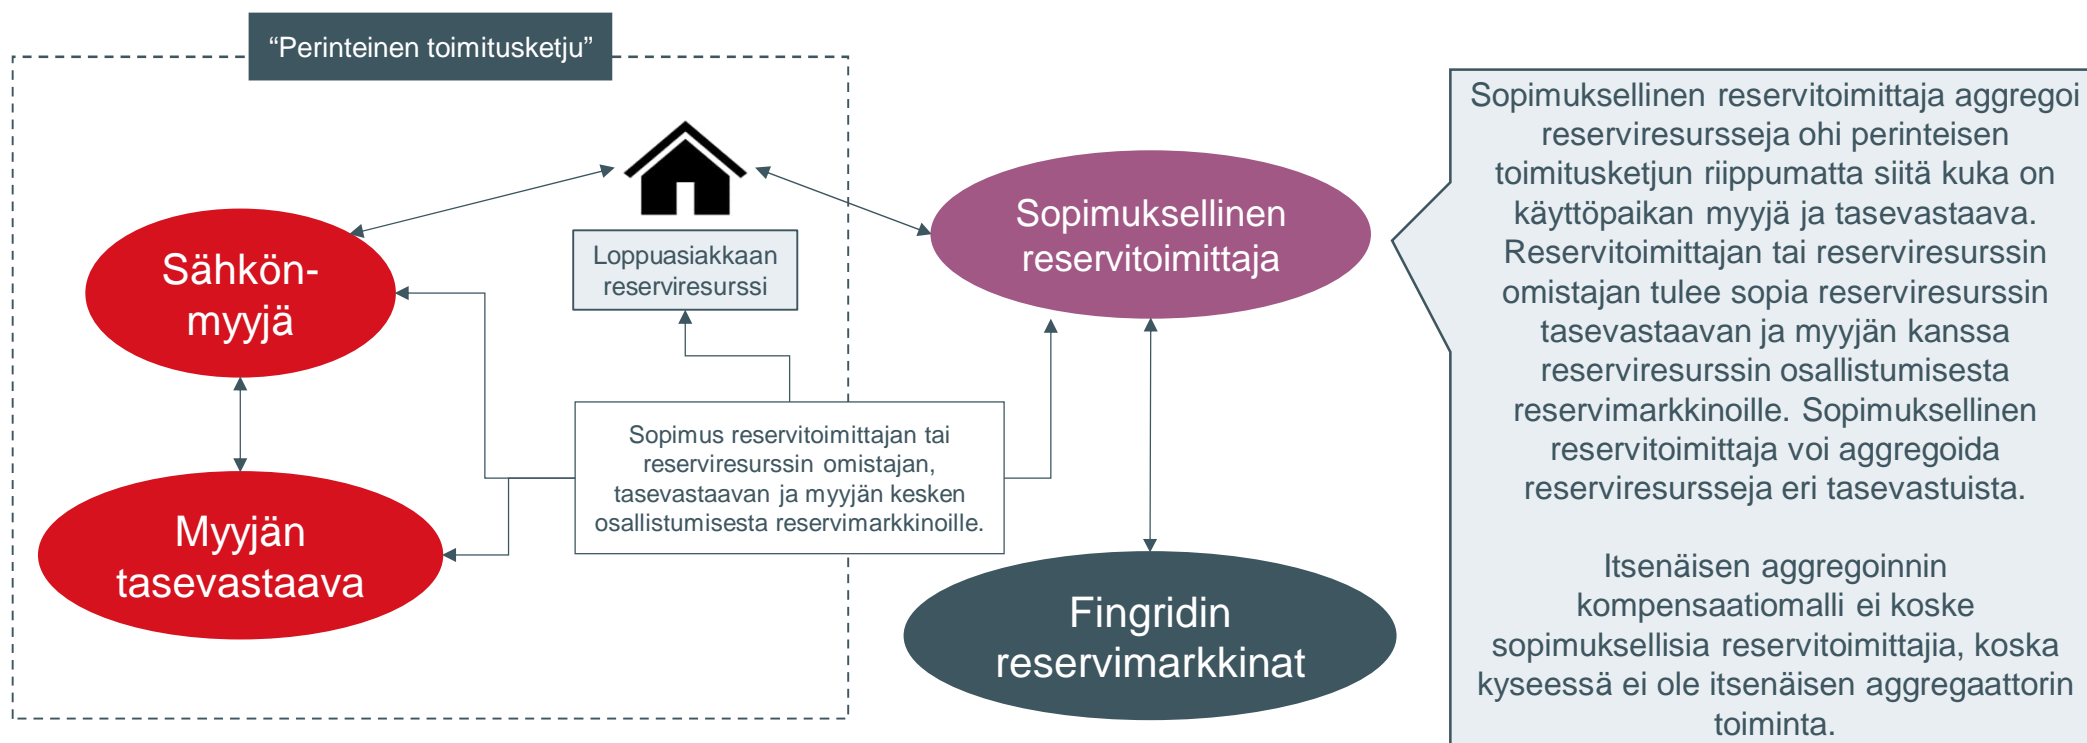 “Perinteinen toimitusketju”
Sähkön-
myyjä
Myyjän
tasevastaava
Loppuasiakkaan
reserviresurssi
Sopimus reservitoimittajan tai
reserviresurssin omistajan,
tasevastaavan ja myyjän kesken
osallistumisesta reservimarkkinoille.
Sopimuksellinen
reservitoimittaja
Fingridin
reservimarkkinat
Sopimuksellinen reservitoimittaja aggregoi
reserviresursseja ohi perinteisen
toimitusketjun riippumatta siitä kuka on
käyttöpaikan myyjä ja tasevastaava.
Reservitoimittajan tai reserviresurssin
omistajan tulee sopia reserviresurssin
tasevastaavan ja myyjän kanssa
reserviresurssin osallistumisesta
reservimarkkinoille. Sopimuksellinen
reservitoimittaja voi aggregoida
reserviresursseja eri tasevastuista.
Itsenäisen aggregoinnin
kompensaatiomalli ei koske
sopimuksellisia reservitoimittajia, koska
kyseessä ei ole itsenäisen aggregaattorin
toiminta.